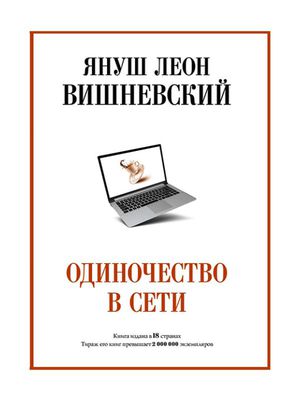 ЯНУШ ЛЕОН
ВИШНЕВСКИЙ
ОДИНОЧЕСТВО
В СЕТИ
Книга издана в 18 странах
Тираж его книг превышает 2 000 000 экземпляров